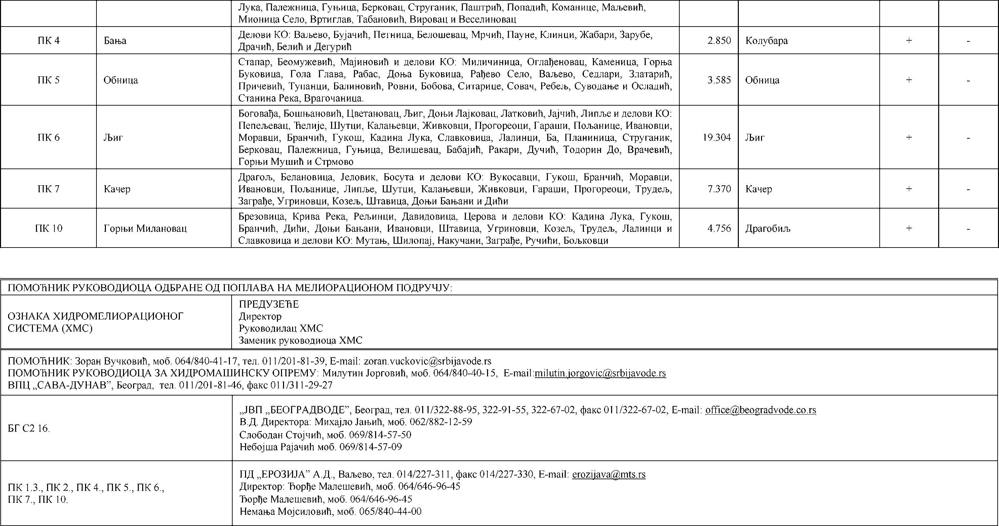 Лука, Палежница, Гуњица, Берковац, Струганик, Паштрић, Попадић, Команице, Маљевић,
Мионица Село, Вртиглав, Табановић, Вировац и Веселиновац
ПК 4
Бања
Делови КО: Ваљево, Бујачић, Петница, Белошевац, Мрчић, Пауне, Клинци, Жабари, Зарубе,
Драчић, Белић и Дегурић
2.850
Колубара
+
-
ПК 5
Обница
Стапар, Беомужевић, Мајиновић и делови КО: Миличиница, Оглађеновац, Каменица, Горња
Буковица, Гола Глава, Рабас, Доња Буковица, Рађево Село, Ваљево, Седлари, Златарић,
Причевић, Тупанци, Балиновић, Ровни, Бобова, Ситарице, Совач, Ребељ, Суводање и Осладић,
Станина Река, Врагочаница.
3.585
Обница
+
-
ПК 6
Љиг
Боговађа, Бошњановић, Цветановац, Љиг, Доњи Лајковац, Латковић, Јајчић, Липље и делови КО:
Пепељевац, Ћелије, Шутци, Калањевци, Живковци, Прогореоци, Гараши, Пољанице, Ивановци,
Моравци, Бранчић, Гукош, Кадина Лука, Славковица, Лалинци, Ба, Планиница, Струганик,
Берковац, Палежница, Гуњица, Велишевац, Бабајић, Ракари, Дучић, Тодорин До, Врачевић,
Горњи Мушић и Стрмово
19.304
Љиг
+
-
ПК 7
Качер
Драгољ, Белановица, Јеловик, Босута и делови КО: Вукосавци, Гукош, Бранчић, Моравци,
Ивановци, Пољанице, Липље, Шутци, Калањевци, Живковци, Гараши, Прогореоци, Трудељ,
Заграђе, Угриновци, Козељ, Штавица, Доњи Бањани и Дићи
7.370
Качер
+
-
ПК 10
Горњи Милановац
Брезовица, Крива Река, Рељинци, Давидовица, Церова и делови КО: Кадина Лука, Гукош,
Бранчић, Дићи, Доњи Бањани, Ивановци, Штавица, Угриновци, Козељ, Трудељ, Лалинци и
Славковица и делови КО: Мутањ, Шилопај, Накучани, Заграђе, Ручићи, Бољковци
4.756
Драгобиљ
+
-
ПОМОЋНИК РУКОВОДИОЦА ОДБРАНЕ ОД ПОПЛАВА НА МЕЛИОРАЦИОНОМ ПОДРУЧЈУ:
ОЗНАКА ХИДРОМЕЛИОРАЦИОНОГ
СИСТЕМА (ХМС)
ПРЕДУЗЕЋЕ
Директор
Руководилац ХМС
Заменик руководиоца ХМС
ПОМОЋНИК: Зоран Вучковић, моб. 064/840-41-17, тел. 011/201-81-39, E-mail: zoran.vuckovic@srbijavode.rs
ПОМОЋНИК РУКОВОДИОЦА ЗА ХИДРОМАШИНСКУ ОПРЕМУ: Милутин Јорговић, моб. 064/840-40-15, E-mail:milutin.jorgovic@srbijavode.rs
ВПЦ „САВА-ДУНАВ”, Београд, тел. 011/201-81-46, факс 011/311-29-27
БГ С2 16.
„ЈВП „БЕОГРАДВОДЕ”, Београд, тел. 011/322-88-95, 322-91-55, 322-67-02, факс 011/322-67-02, E-mail: office@beogradvode.co.rs
В.Д. Директора: Михајло Јањић, моб. 062/882-12-59
Слободан Стојчић, моб. 069/814-57-50
Небојша Рајачић моб. 069/814-57-09
ПК 1.3., ПК 2., ПК 4., ПК 5., ПК 6.,
ПК 7., ПК 10.
ПД „ЕРОЗИЈА” А.Д., Ваљево, тел. 014/227-311, факс 014/227-330, E-mail: erozijava@mts.rs
Директор: Ђорђе Малешевић, моб. 064/646-96-45
Ђорђе Малешевић, моб. 064/646-96-45
Немања Мојсиловић, моб. 065/840-44-00